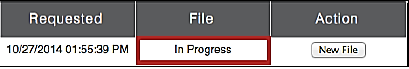 Requested File Action
10/27/2014 01:55:39 PM In Progress New File